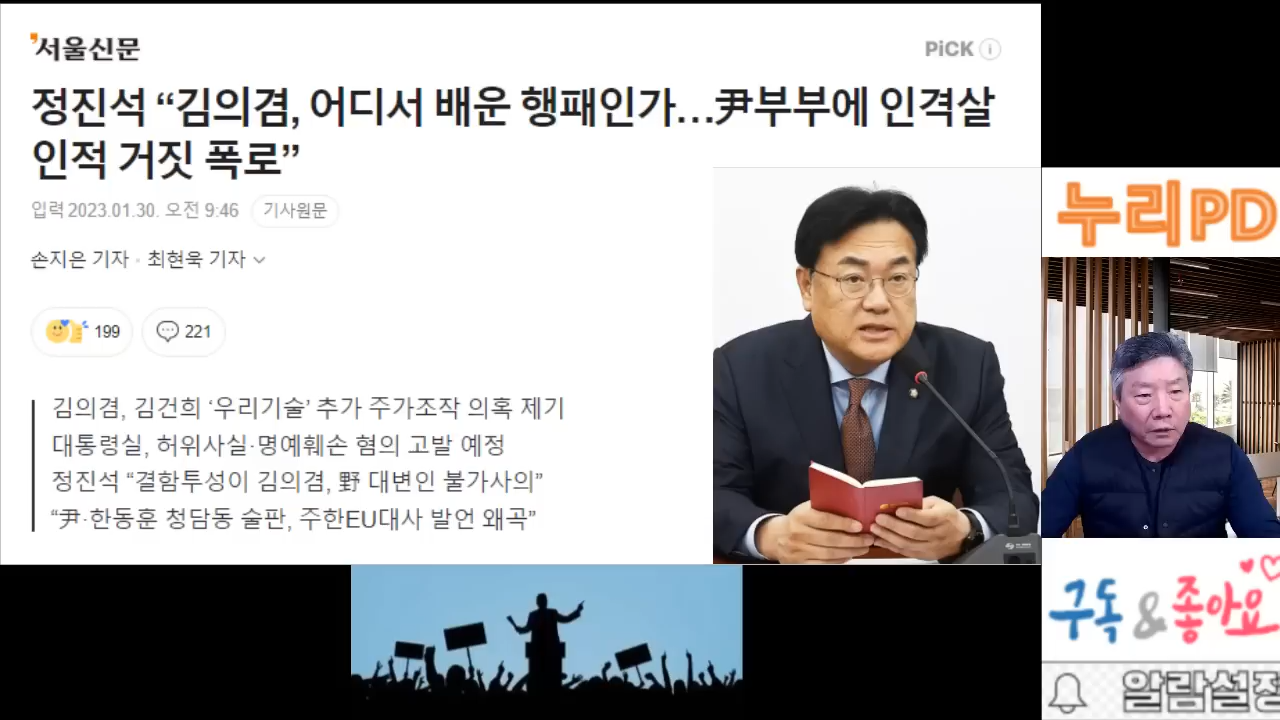 서울신문
PiCK
정진석 “김의겸, 어디서 배운 행패인가…尹부부에 인격살
인적 거짓 폭로”
입력 2023.01.30. 오전 9:46 기사원문
손지은 기자 · 최현욱 기자
199 221
김의겸, 김건희 ‘우리기술’ 추가 주가조작 의혹 제기
대통령실, 허위사실·명예훼손 혐의 고발 예정
정진석 “결함투성이 김의겸, 野 대변인 불가사의”
“尹·한동훈 청담동 술판, 주한EU대사 발언 왜곡”
누리PD
구독 & 좋아요
알람설정